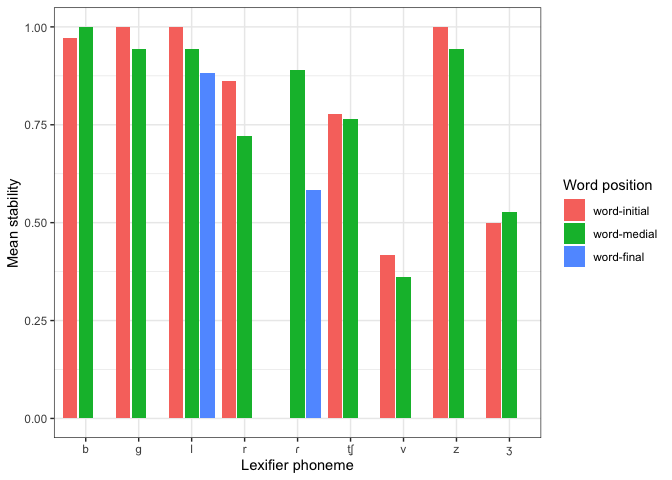 1.00
0.75
0.50
0.25
0.00
Mean stability
b g l r ɾ tʃ v z ʒ
Lexifier phoneme
Word position
word-initial
word-medial
word-final